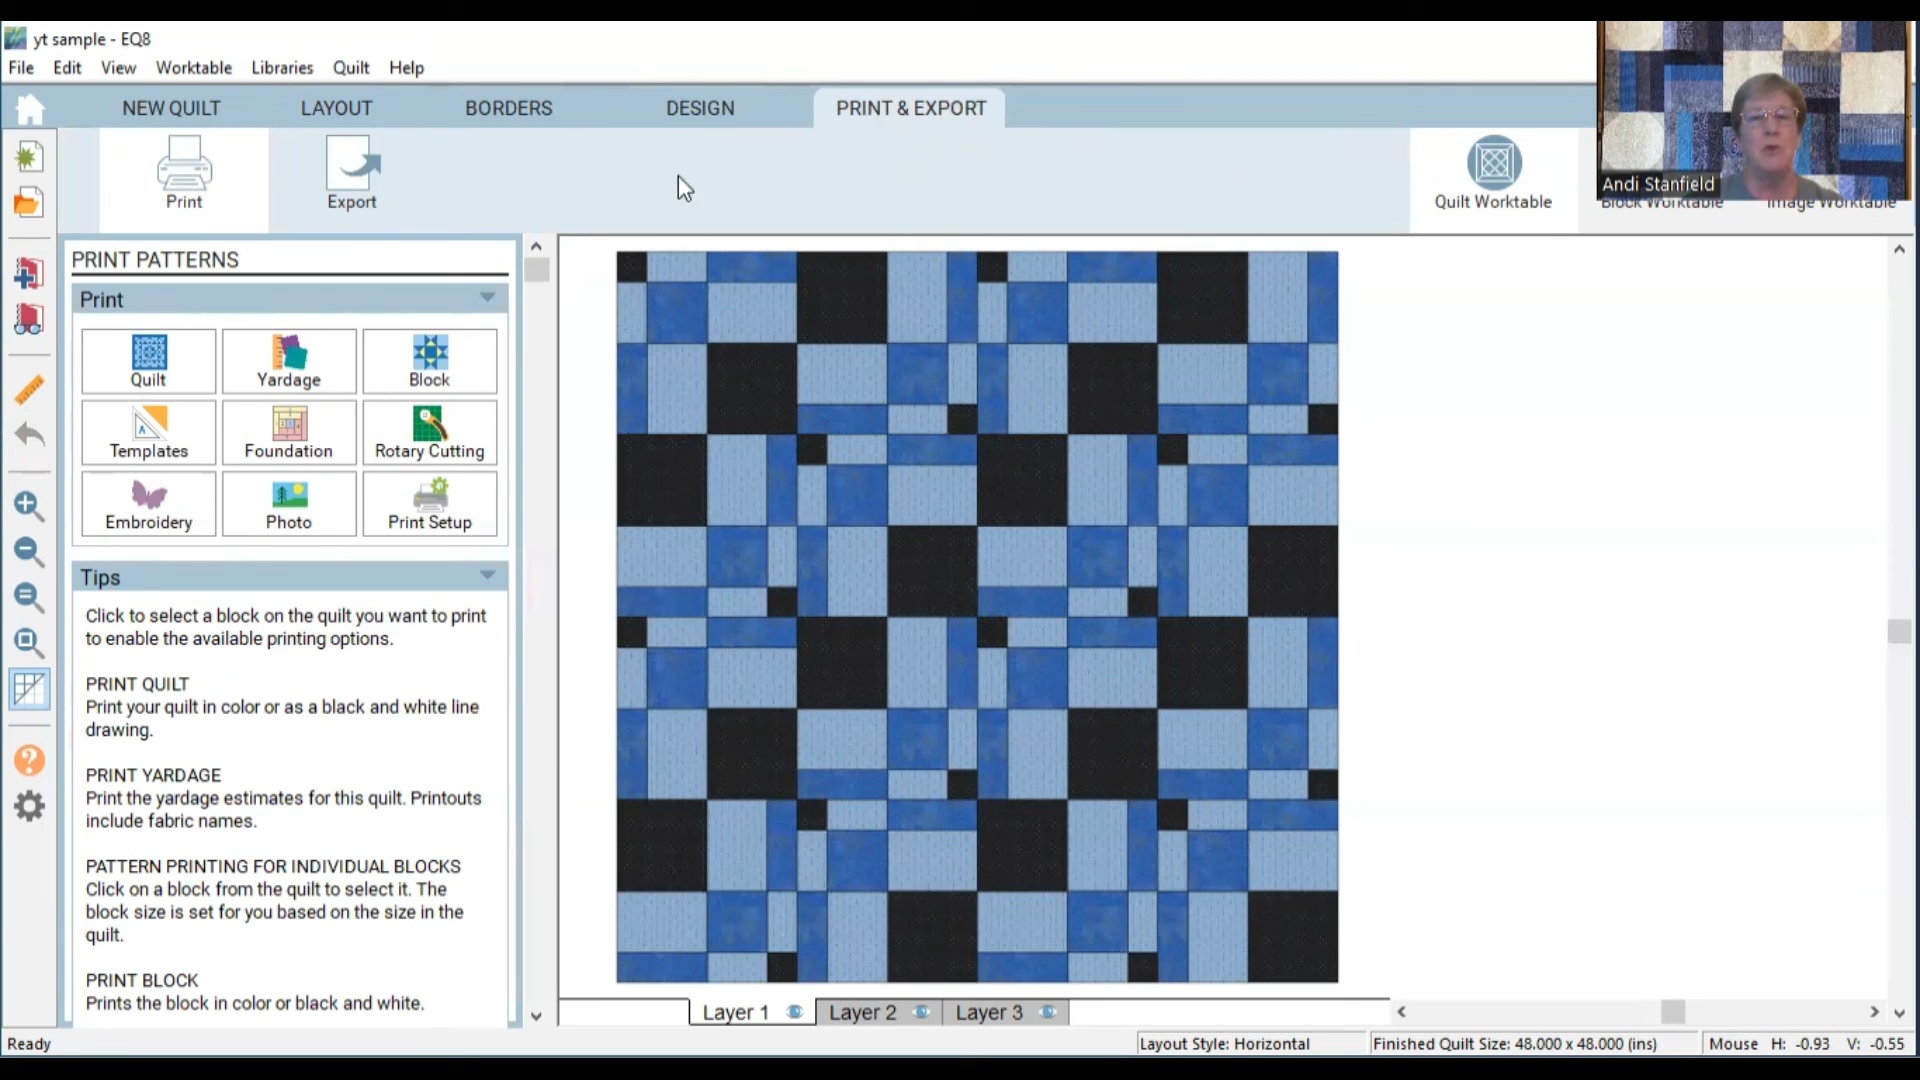 yt sample - EQ8
File Edit View Worktable Libraries Quilt Help
NEW QUILT LAYOUT BORDERS DESIGN PRINT & EXPORT
Print Export Quilt Worktable Block Worktable Image Worktable
Andi Stanfield
PRINT PATTERNS
Print
Quilt Yardage Block
Templates Foundation Rotary Cutting
Embroidery Photo Print Setup
Tips
Click to select a block on the quilt you want to print
to enable the available printing options.
PRINT QUILT
Print your quilt in color or as a black and white line
drawing.
PRINT YARDAGE
Print the yardage estimates for this quilt. Printouts
include fabric names.
PATTERN PRINTING FOR INDIVIDUAL BLOCKS
Click on a block from the quilt to select it. The
block size is set for you based on the size in the
quilt.
PRINT BLOCK
Prints the block in color or black and white.
Layer 1 Layer 2 Layer 3
Ready Layout Style: Horizontal Finished Quilt Size: 48.000 x 48.000 (ins) Mouse H: -0.93 V: -0.55